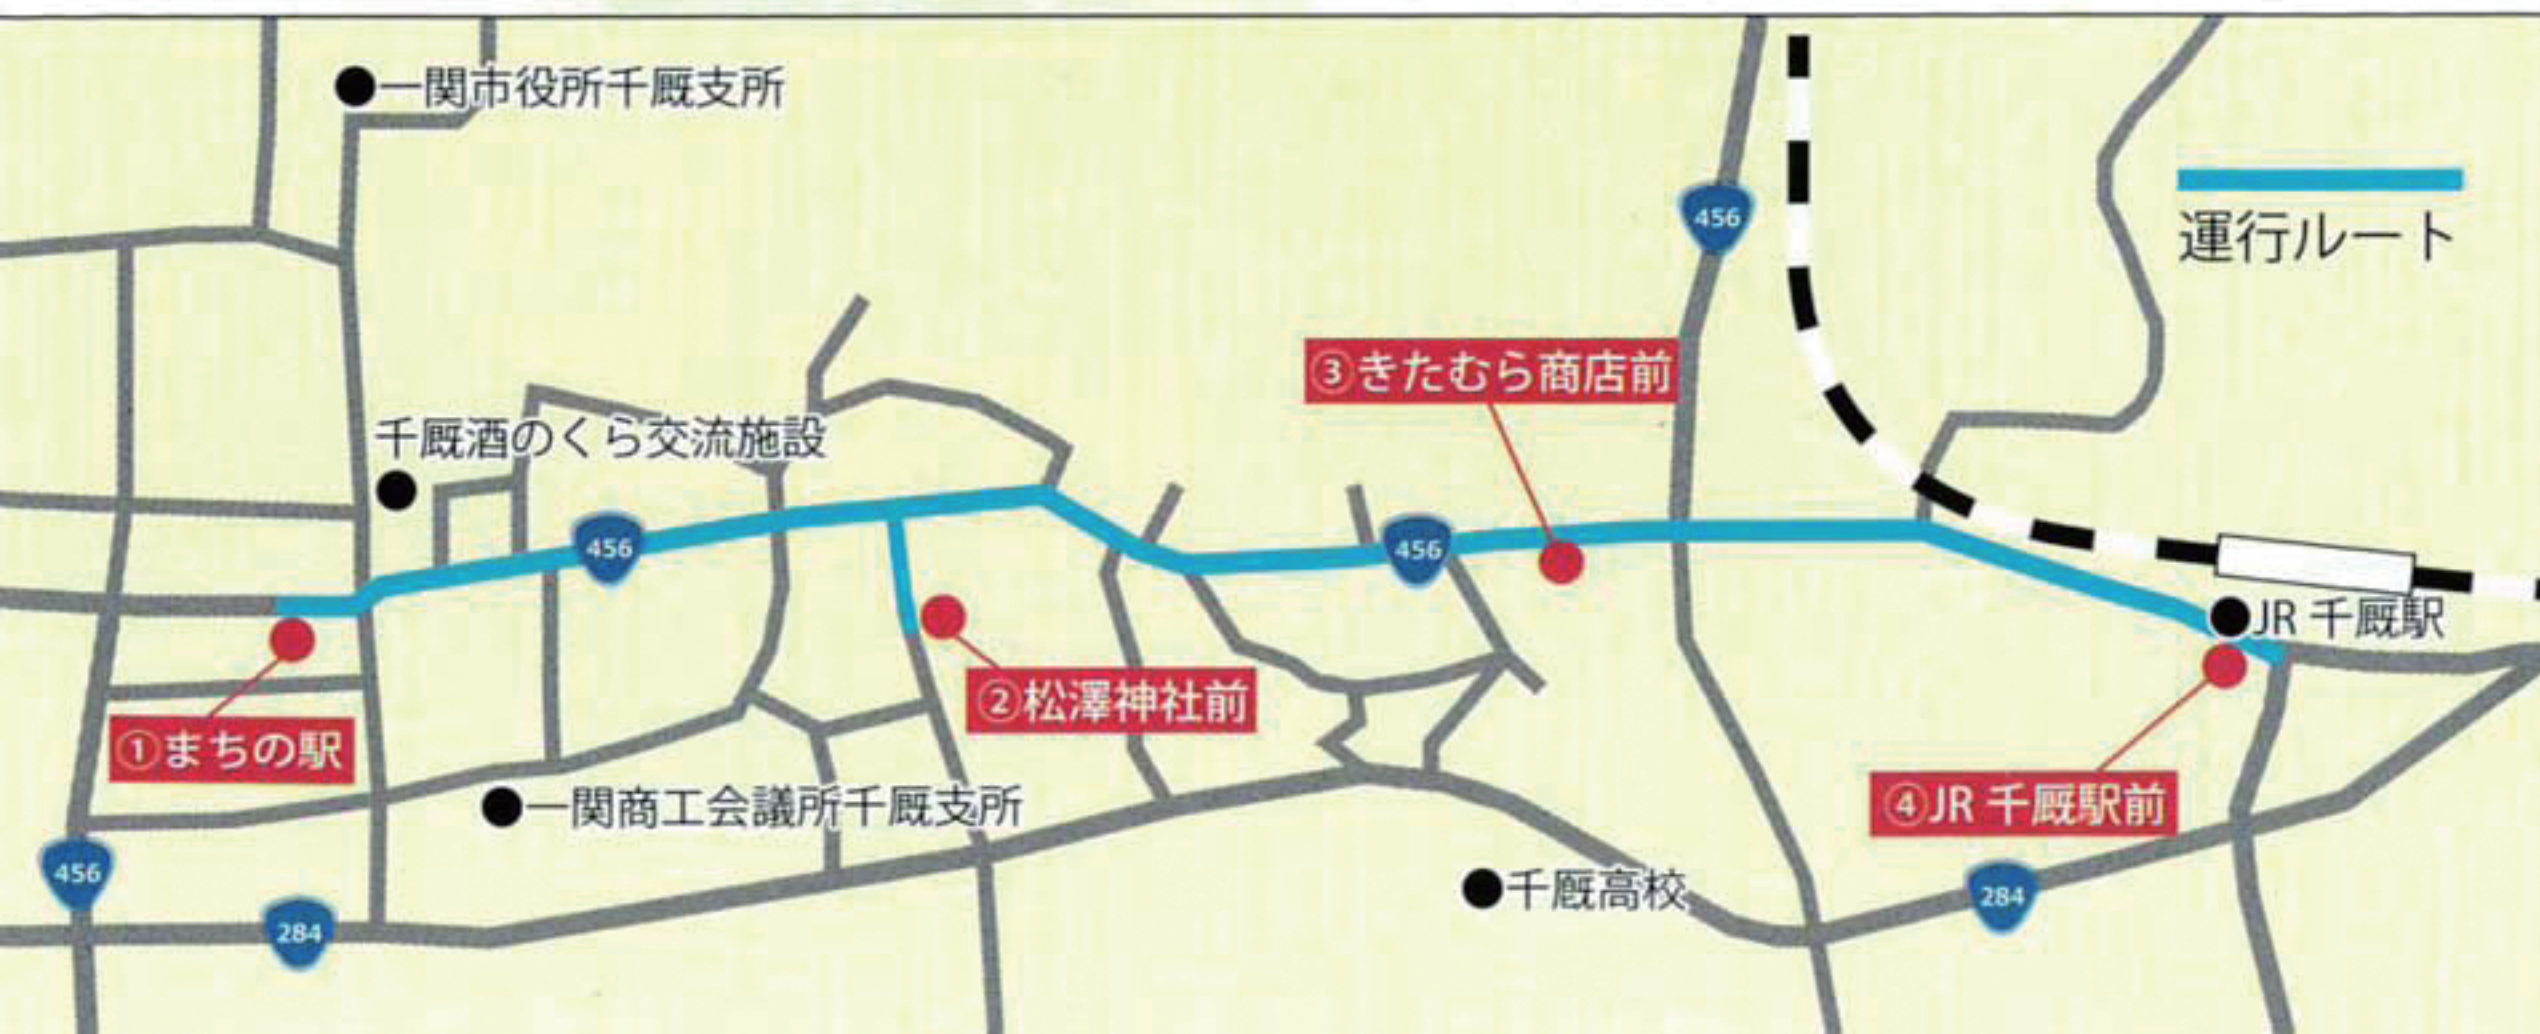 一関市役所千厩支所
456
運行ルート
③きたむら商店前
千厩酒のくら交流施設
456
456
JR 千厩駅
②松澤神社前
①まちの駅
一関商工会議所千厩支所
④JR 千厩駅前
456
千厩高校
284
284